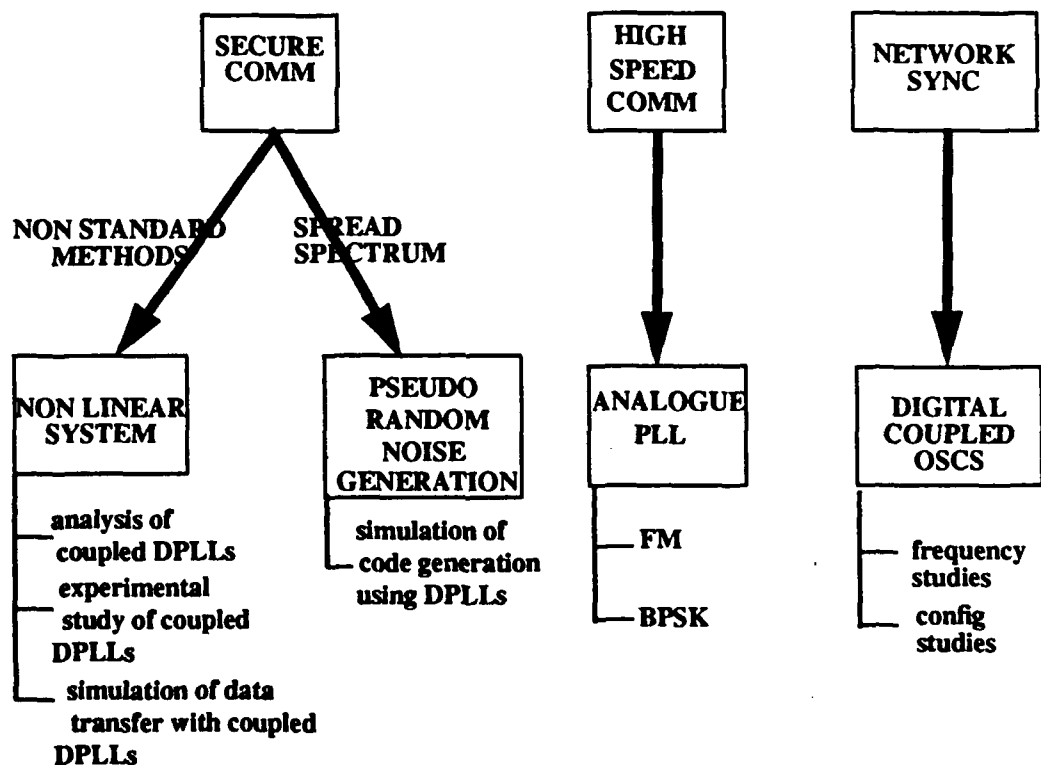 SECURE
COMM
HIGH
SPEED
COMM
NETWORK
SYNC
NON STANDARD
METHODS
SPREAD
SPECTRUM
NON LINEAR
SYSTEM
PSEUDO
RANDOM
NOISE
GENERATION
ANALOGUE
PLL
DIGITAL
COUPLED
OSCS
analysis of
coupled DPLLs
experimental
study of coupled
DPLLs
simulation of data
transfer with coupled
DPLLs
simulation of
code generation
using DPLLs
FM
BPSK
frequency
studies
config
studies